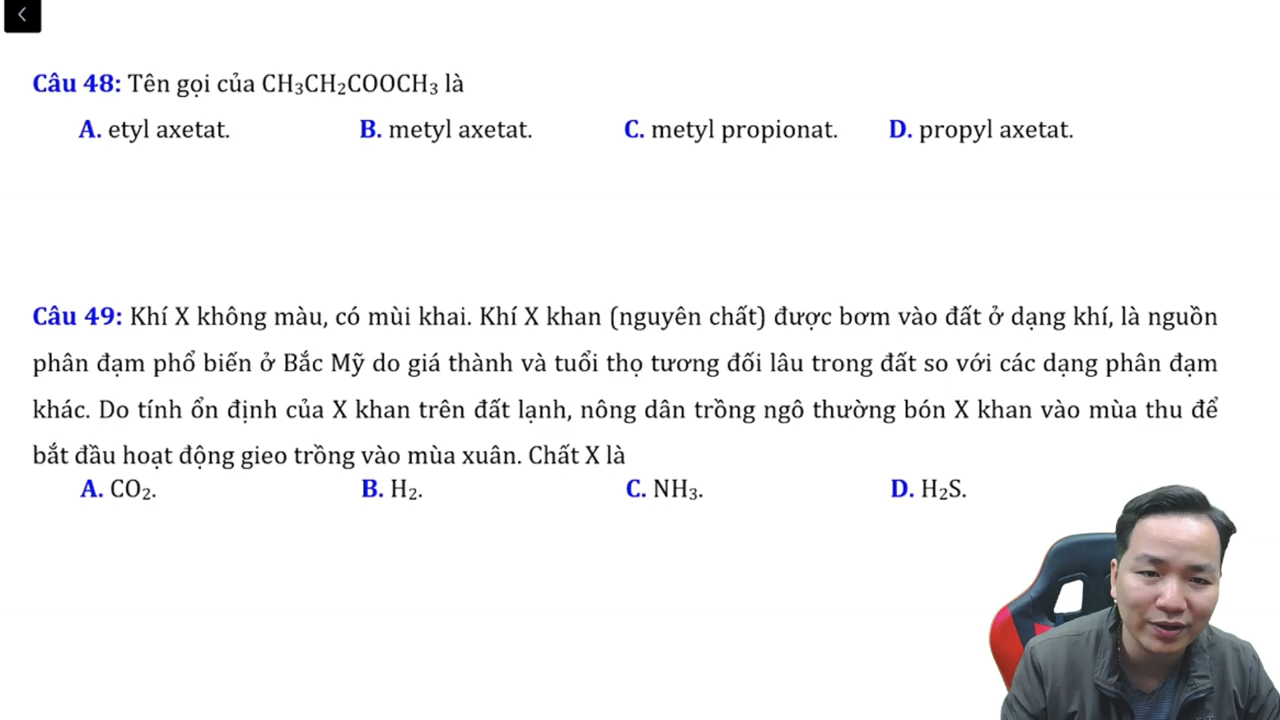 Câu 48: Tên gọi của CH₃CH₂COOCH₃ là
A. etyl axetat. B. metyl axetat. C. metyl propionat. D. propyl axetat.
Câu 49: Khí X không màu, có mùi khai. Khí X khan (nguyên chất) được bơm vào đất ở dạng khí, là nguồn
phân đạm phổ biến ở Bắc Mỹ do giá thành và tuổi thọ tương đối lâu trong đất so với các dạng phân đạm
khác. Do tính ổn định của X khan trên đất lạnh, nông dân trồng ngô thường bón X khan vào mùa thu để
bắt đầu hoạt động gieo trồng vào mùa xuân. Chất X là
A. CO₂. B. H₂. C. NH₃. D. H₂S.